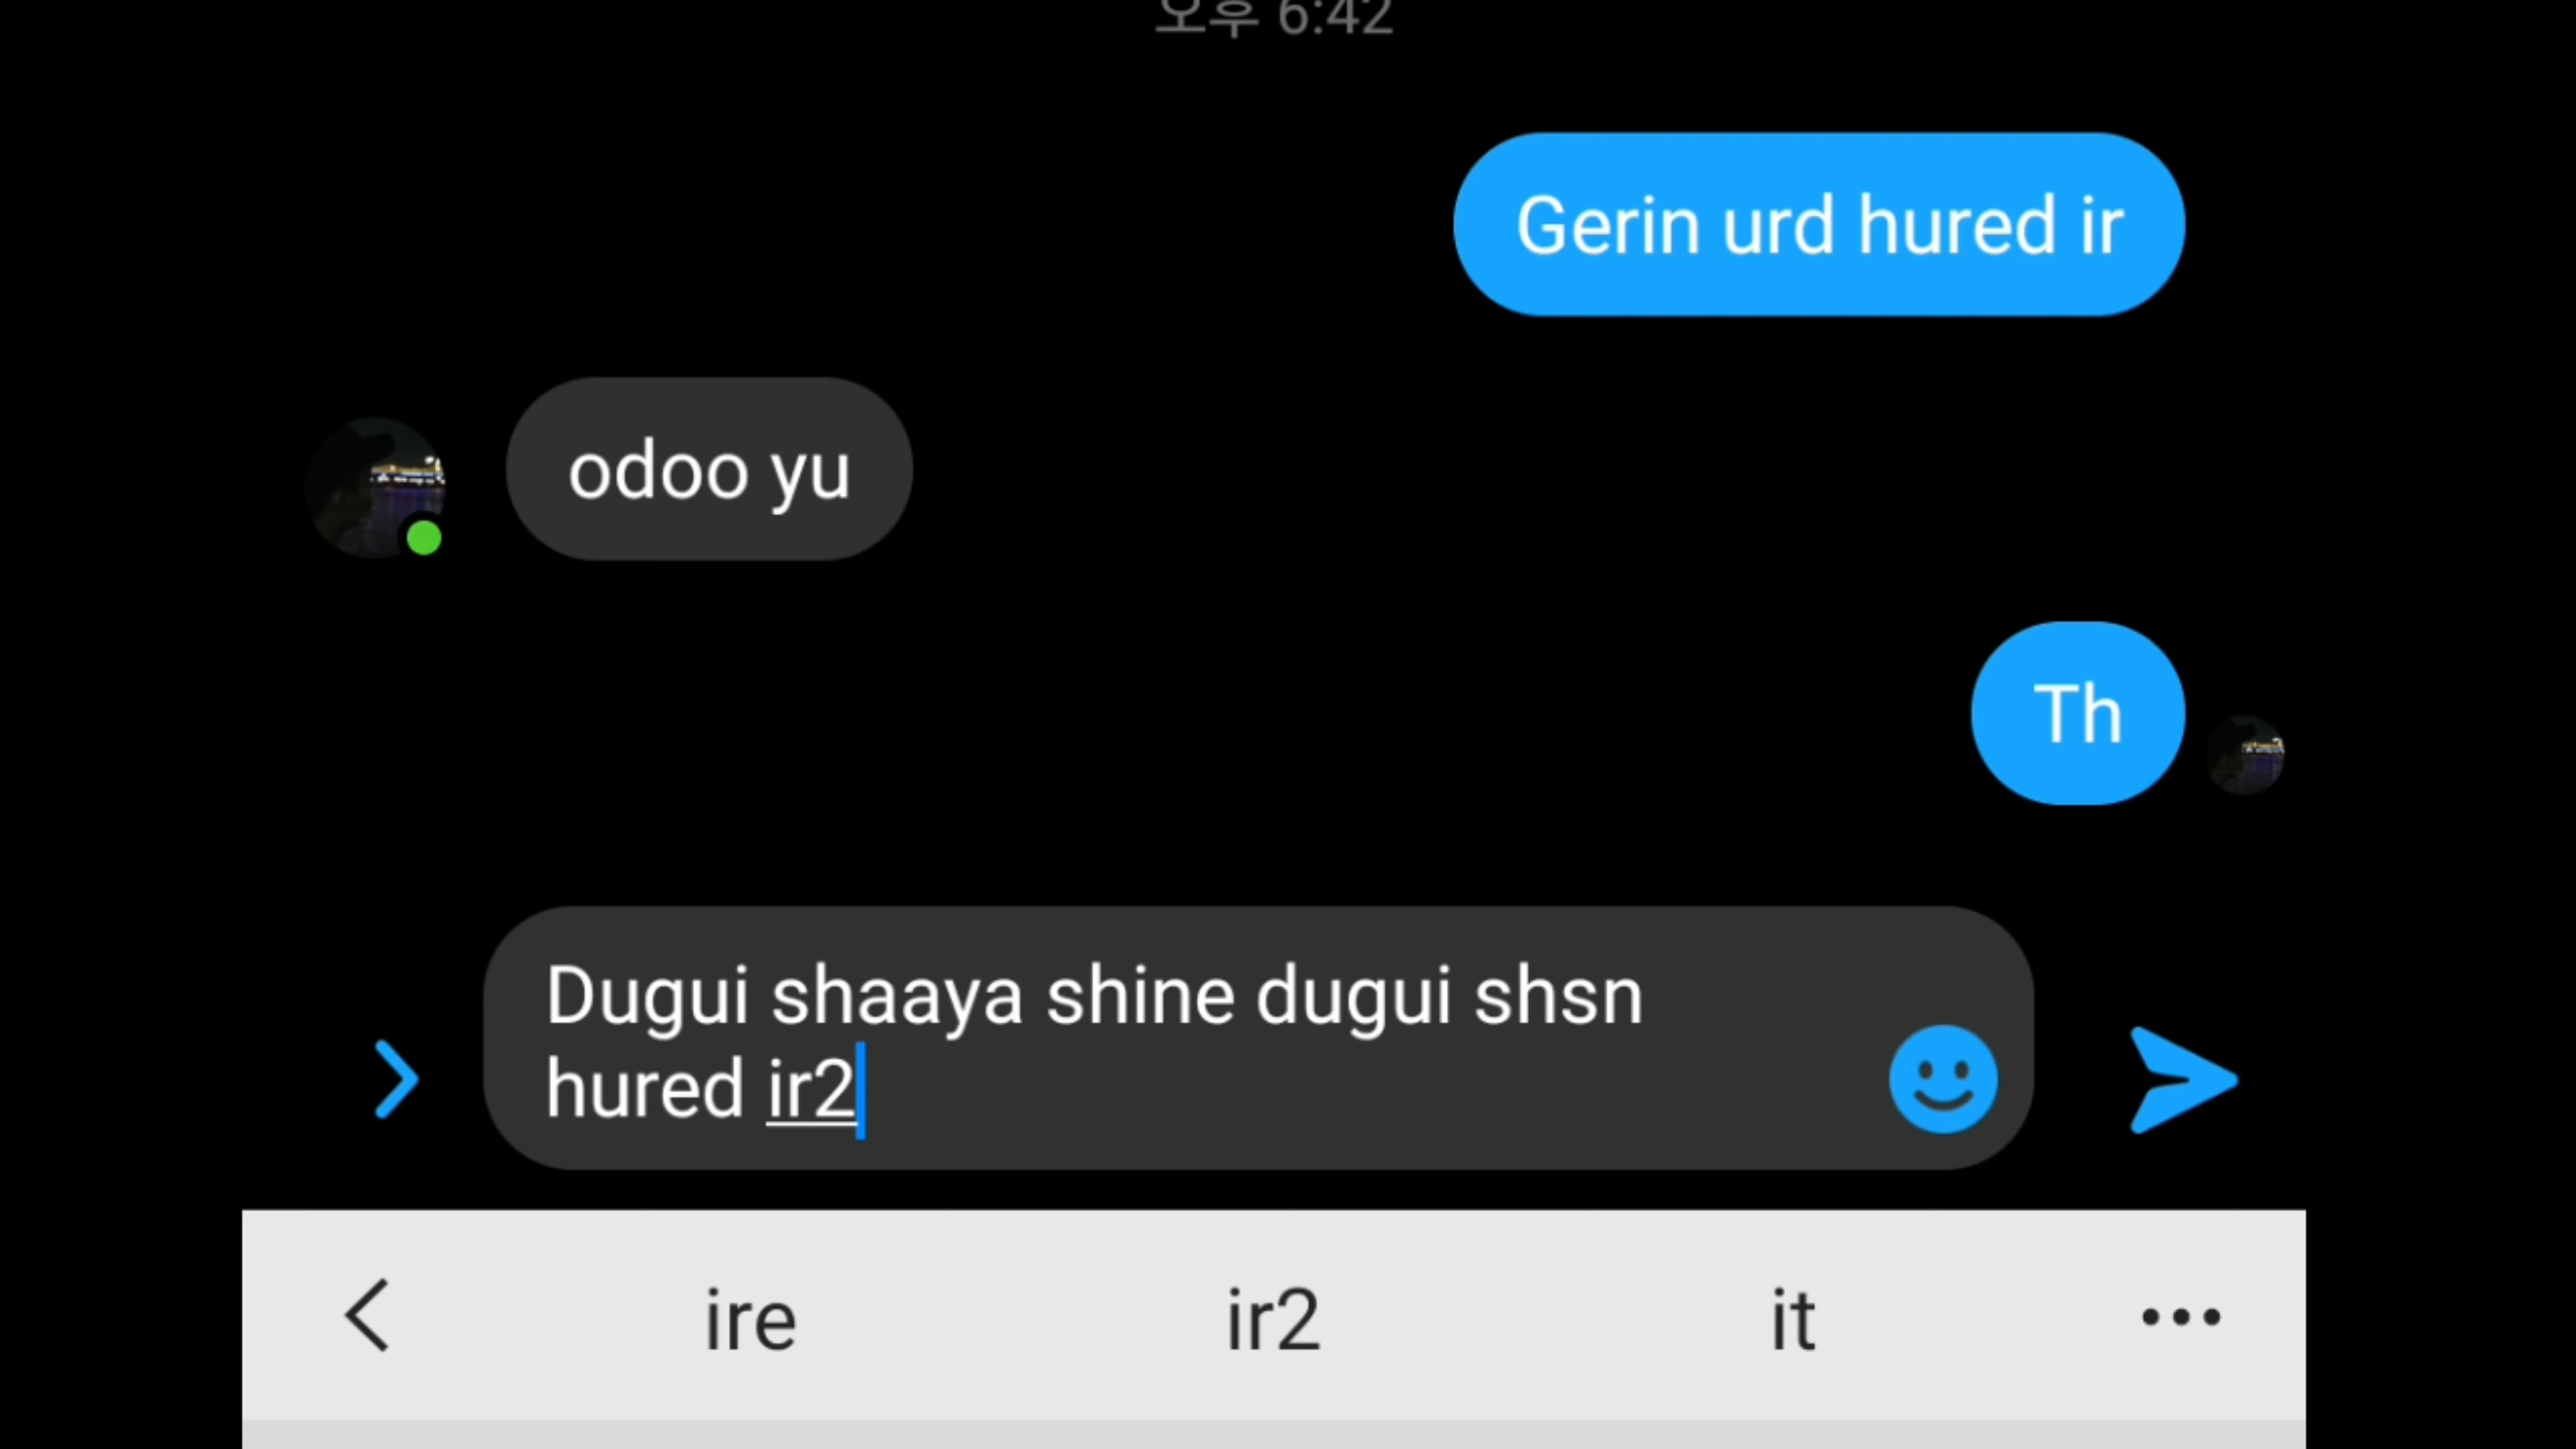 오후 6:42
Gerin urd hured ir
odoo yu
Th
Dugui shaaya shine dugui shsn
hured ir2
ire ir2 it